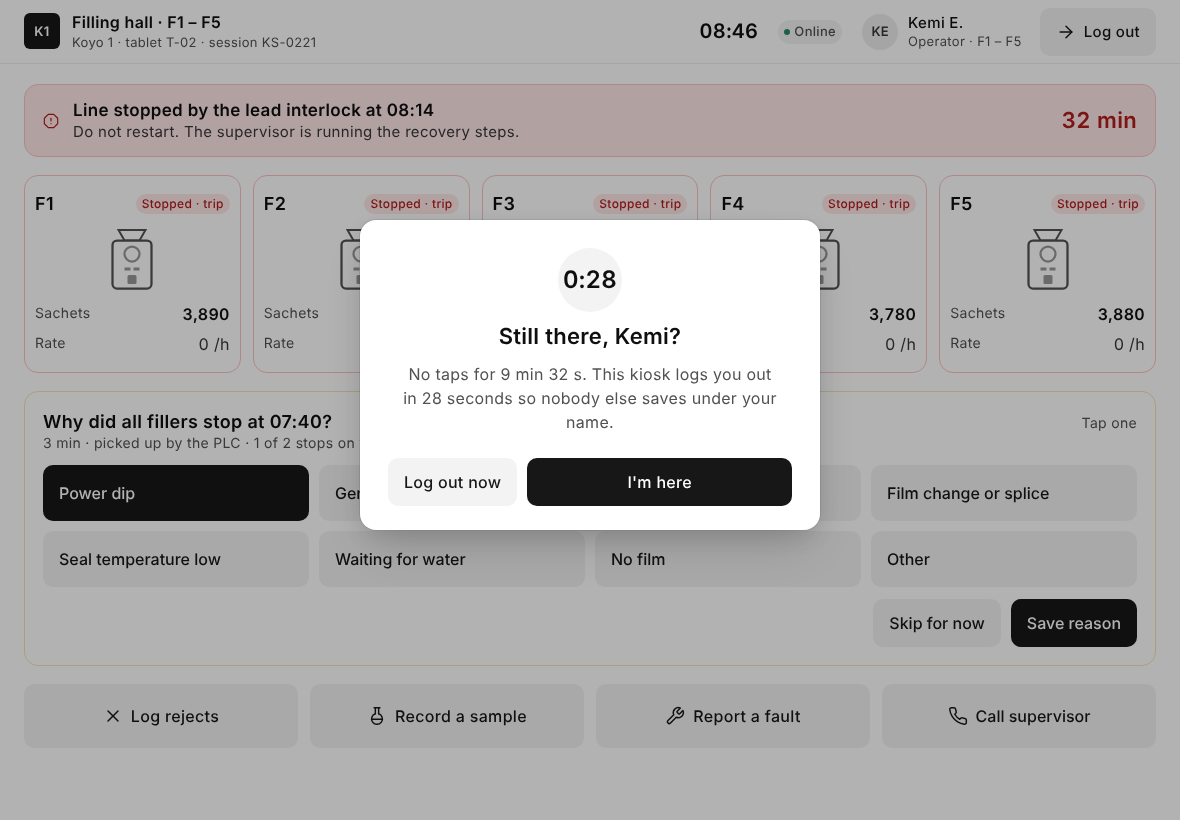 K1
Filling hall · F1 – F5
Koyo 1 · tablet T-02 · session KS-0221
08:46
Online
KE
Kemi E.
Operator · F1 – F5
Log out
Line stopped by the lead interlock at 08:14
Do not restart. The supervisor is running the recovery steps.
32 min
F1
Stopped · trip
Sachets
3,890
Rate
0 /h
F2
Stopped · trip
Sachets
Rate
F3
Stopped · trip
F4
Stopped · trip
3,780
0 /h
F5
Stopped · trip
Sachets
3,880
Rate
0 /h
0:28
Still there, Kemi?
No taps for 9 min 32 s. This kiosk logs you out
in 28 seconds so nobody else saves under your
name.
Log out now
I'm here
Why did all fillers stop at 07:40?
3 min · picked up by the PLC · 1 of 2 stops on
Tap one
Power dip
Film change or splice
Seal temperature low
Waiting for water
No film
Other
Skip for now
Save reason
Log rejects
Record a sample
Report a fault
Call supervisor